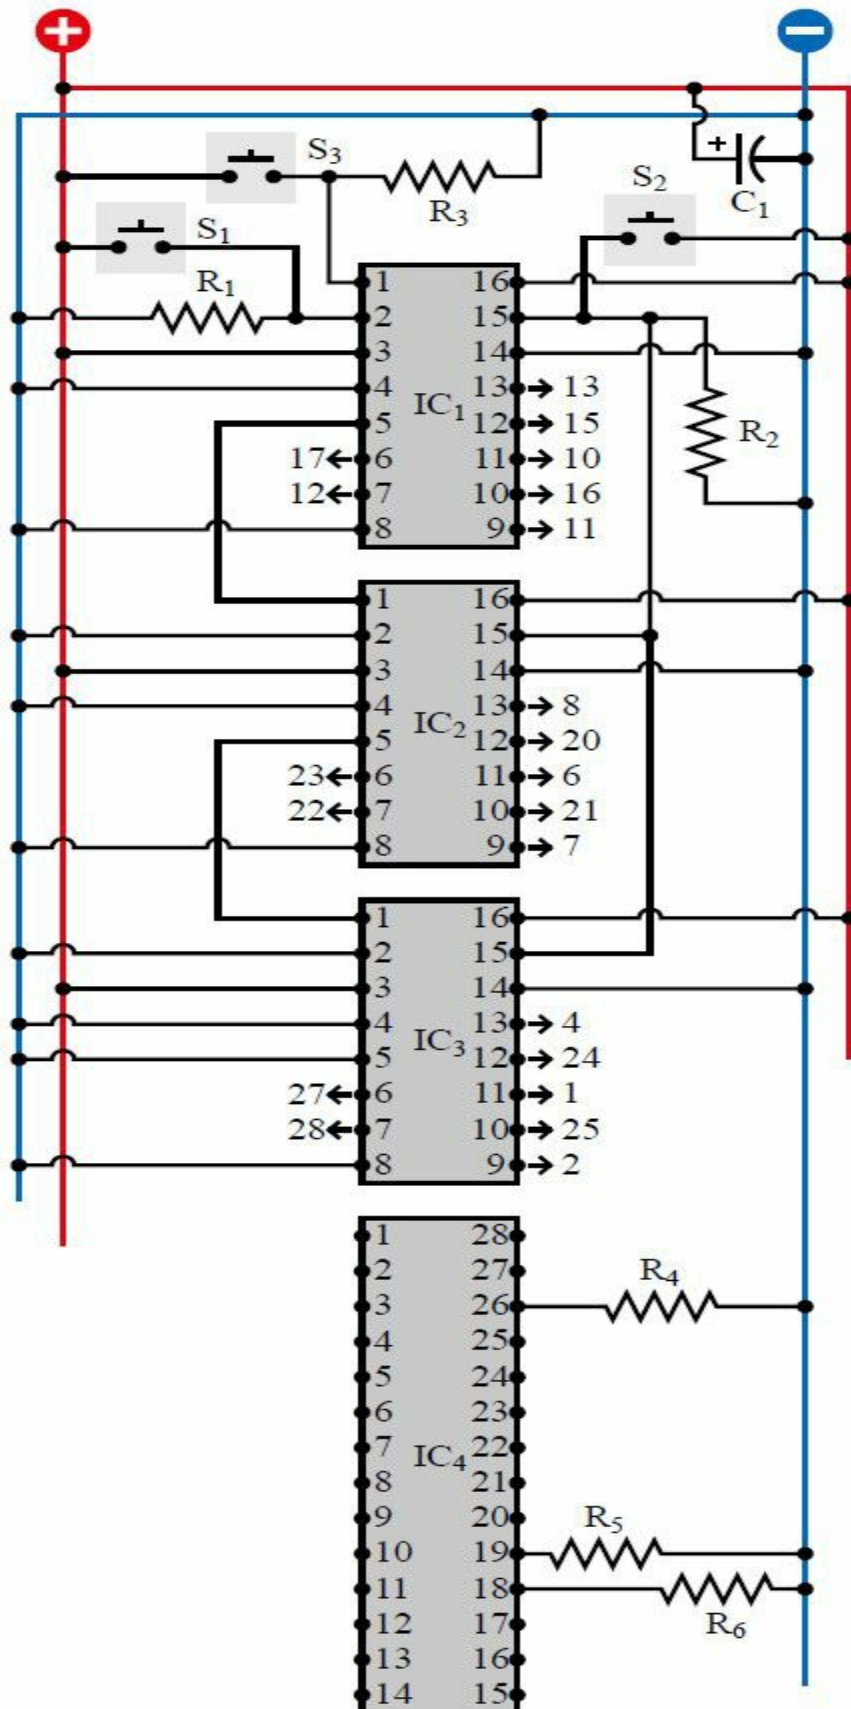 + −
S3
R3
+
C1
S2
S1
R1
1 16
2 15
3 14
4 13 13
IC1
5 12 15
R2
17 6 11 10
12 7 10 16
8 9 11
1 16
2 15
3 14
4 13 8
IC2
5 12 20
23 6 11 6
22 7 10 21
8 9 7
1 16
2 15
3 14
4 13 4
IC3
5 12 24
27 6 11 1
28 7 10 25
8 9 2
1 28
2 27
R4
3 26
4 25
5 24
6 23
7 22
IC4
8 21
9 20
R5
10 19
11 18
R6
12 17
13 16
14 15